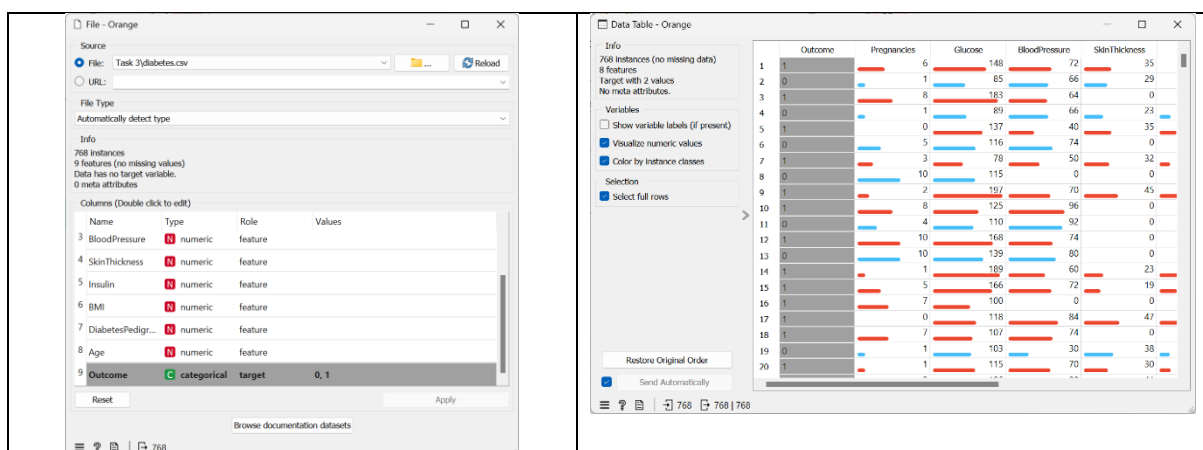 File - Orange
Source
File: Task 3\diabetes.csv ... Reload
URL:
File Type
Automatically detect type
Info
768 instances
9 features (no missing values)
Data has no target variable.
0 meta attributes
Columns (Double click to edit)
Name Type Role Values
3 BloodPressure N numeric feature
4 SkinThickness N numeric feature
5 Insulin N numeric feature
6 BMI N numeric feature
7 DiabetesPedigr... N numeric feature
8 Age N numeric feature
9 Outcome C categorical target 0, 1
Reset Apply
Browse documentation datasets
768
Data Table - Orange
Info
768 instances (no missing data)
8 features
Target with 2 values
No meta attributes.
Variables
Show variable labels (if present)
Visualize numeric values
Color by instance classes
Selection
Select full rows
Restore Original Order
Send Automatically
768 768 | 768
Outcome Pregnancies Glucose BloodPressure SkinThickness
1 1 6 148 72 35
2 0 1 85 66 29
3 1 8 183 64 0
4 0 1 89 66 23
5 1 0 137 40 35
6 0 5 116 74 0
7 1 3 78 50 32
8 0 10 115 0 0
9 1 2 197 70 45
10 1 8 125 96 0
11 0 4 110 92 0
12 1 10 168 74 0
13 0 10 139 80 0
14 1 1 189 60 23
15 1 5 166 72 19
16 1 7 100 0 0
17 1 0 118 84 47
18 1 7 107 74 0
19 0 1 103 30 38
20 1 1 115 70 30